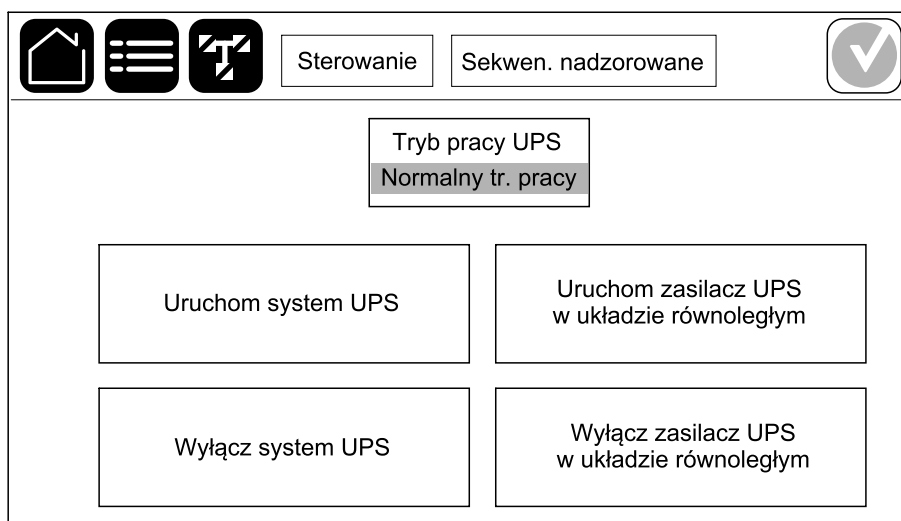 Sterowanie
Sekwen. nadzorowane
Tryb pracy UPS
Normalny tr. pracy
Uruchom system UPS
Uruchom zasilacz UPS
w układzie równoległym
Wyłącz system UPS
Wyłącz zasilacz UPS
w układzie równoległym